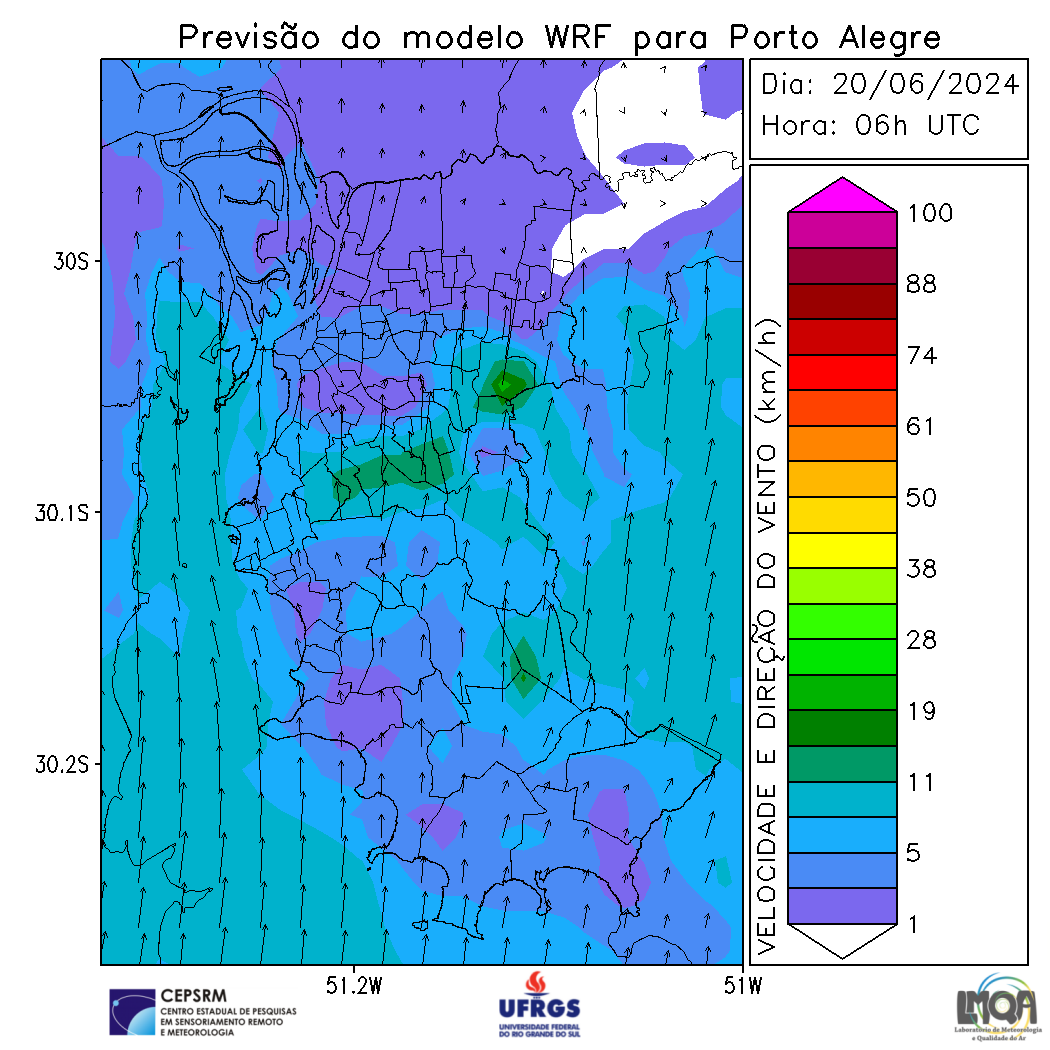 Previsão do modelo WRF para Porto Alegre
Dia: 20/06/2024
Hora: 06h UTC
30S
30.1S
30.2S
51.2W
51W
VELOCIDADE E DIREÇÃO DO VENTO (km/h)
100
88
74
61
50
38
28
19
11
5
1
CEPSRM
CENTRO ESTADUAL DE PESQUISAS
EM SENSORIAMENTO REMOTO
E METEOROLOGIA
UFRGS
UNIVERSIDADE FEDERAL
DO RIO GRANDE DO SUL
LMQA
Laboratório de Meteorologia
e Qualidade do Ar